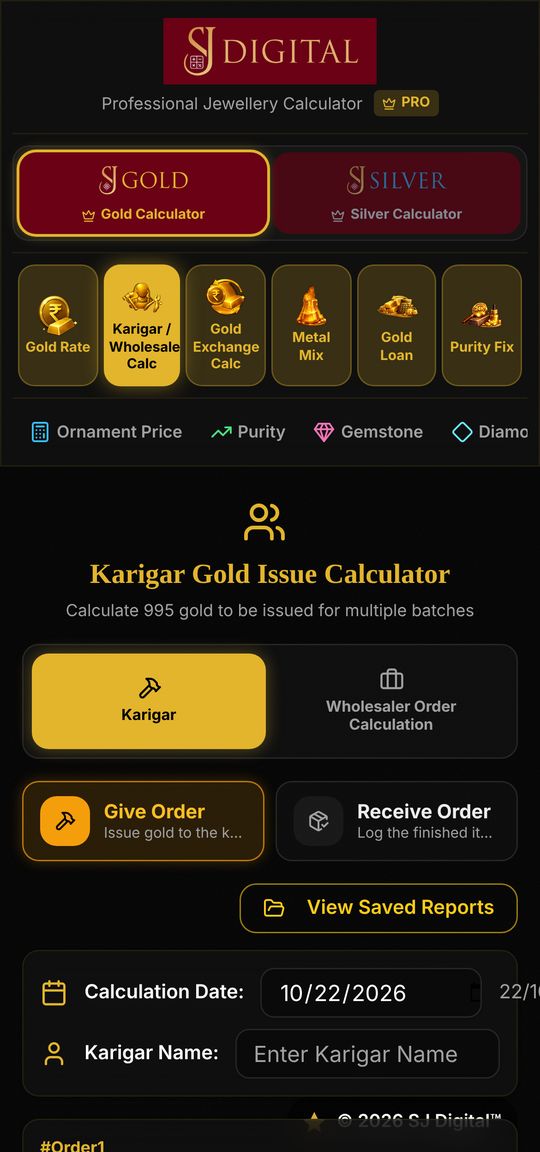 SJ DIGITAL
Professional Jewellery Calculator PRO
SJ GOLD
Gold Calculator
SJ SILVER
Silver Calculator
Gold Rate
Karigar /
Wholesale
Calc
Gold
Exchange
Calc
Metal
Mix
Gold
Loan
Purity Fix
Ornament Price Purity Gemstone Diamo
Karigar Gold Issue Calculator
Calculate 995 gold to be issued for multiple batches
Karigar
Wholesaler Order
Calculation
Give Order
Issue gold to the k...
Receive Order
Log the finished it...
View Saved Reports
Calculation Date: 10/22/2026 22/1
Karigar Name: Enter Karigar Name
© 2026 SJ Digital™
#Order1